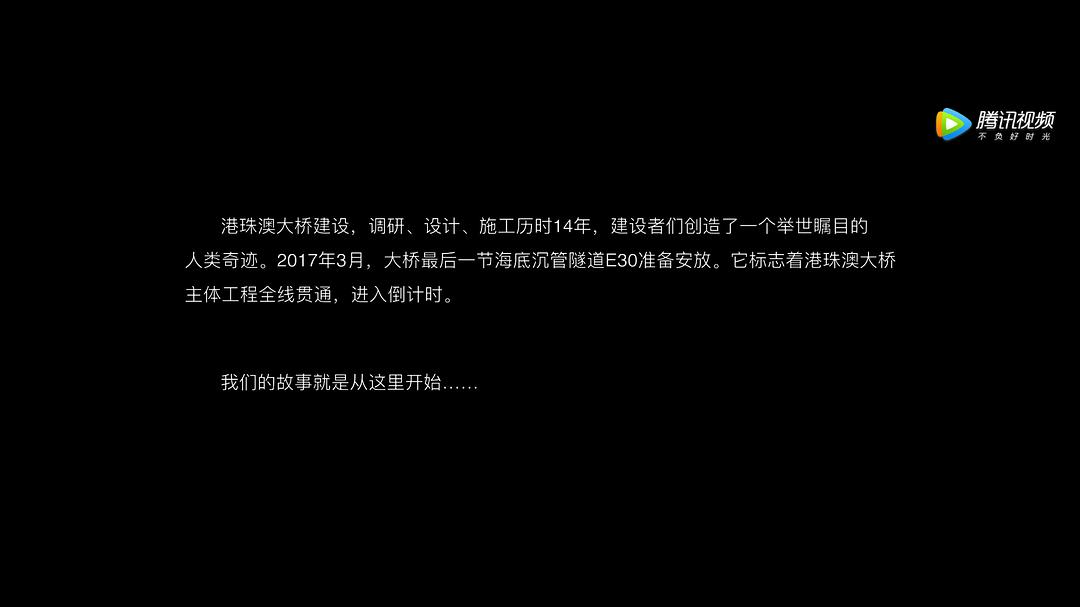 腾讯视频
不负好时光
港珠澳大桥建设，调研、设计、施工历时14年，建设者们创造了一个举世瞩目的
人类奇迹。2017年3月，大桥最后一节海底沉管隧道E30准备安放。它标志着港珠澳大桥
主体工程全线贯通，进入倒计时。
我们的故事就是从这里开始……